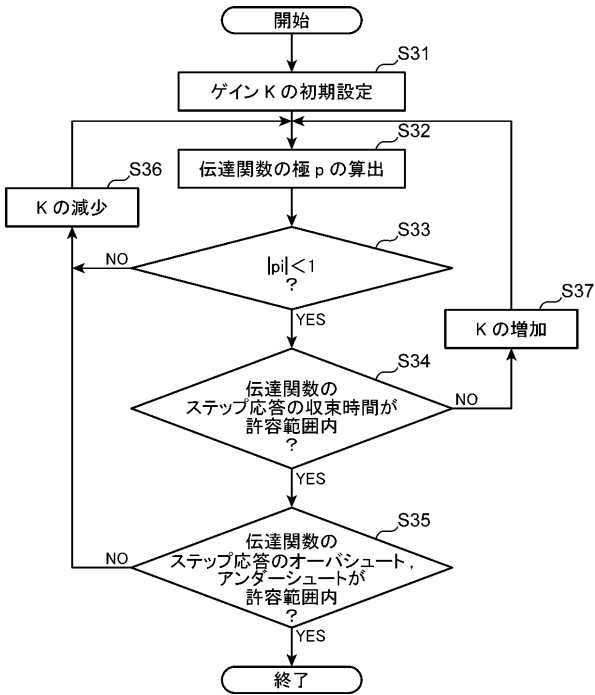 開始
S31
ゲイン K の初期設定
S32
伝達関数の極 p の算出
S36
K の減少
S33
|pi|<1
?
NO
YES
S37
K の増加
S34
伝達関数の
ステップ応答の収束時間が
許容範囲内
?
NO
YES
S35
伝達関数の
ステップ応答のオーバシュート,
アンダーシュートが
許容範囲内
?
NO
YES
終了